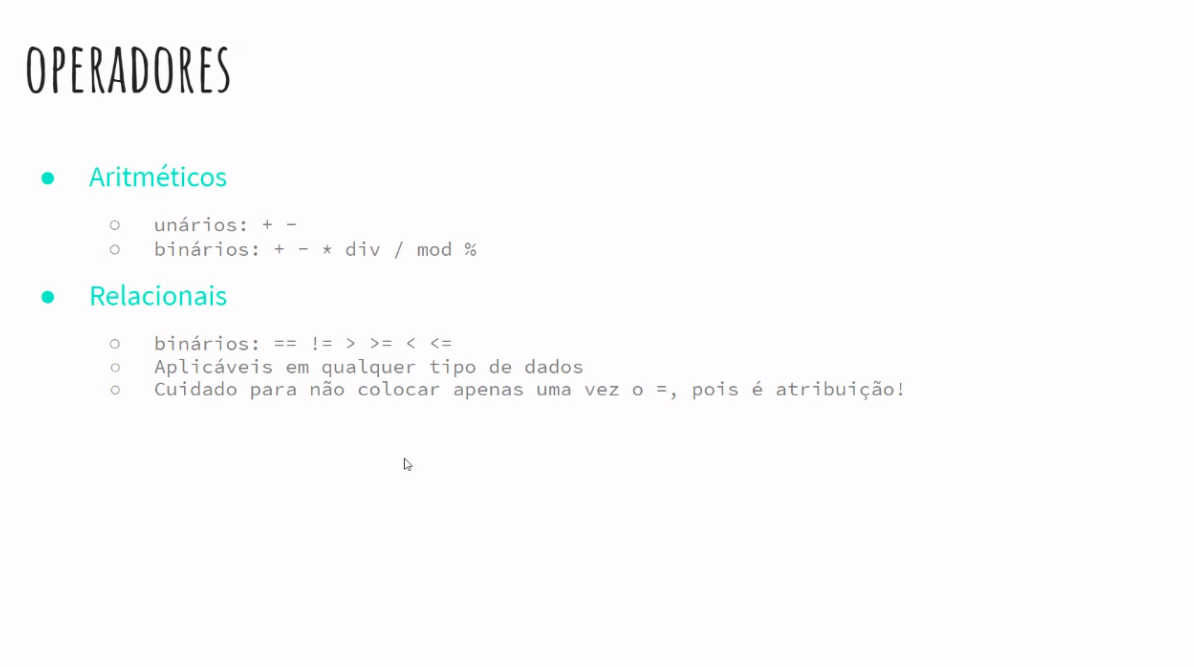 OPERADORES
● Aritméticos
○ unários: + -
○ binários: + - * div / mod %
● Relacionais
○ binários: == != > >= < <=
○ Aplicáveis em qualquer tipo de dados
○ Cuidado para não colocar apenas uma vez o =, pois é atribuição!